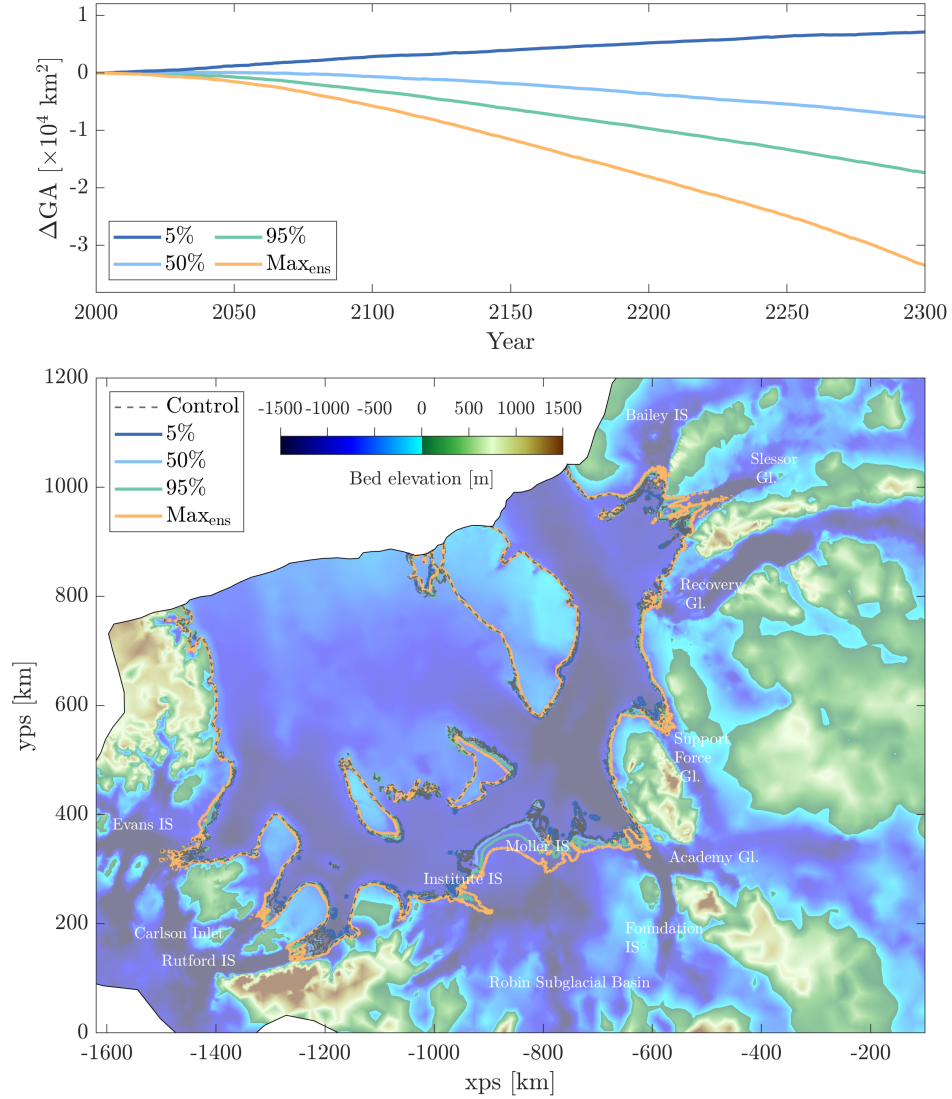 1
0
-1
-2
-3
ΔGA [×10⁴ km²]
5%
95%
50%
Maxₑₙₛ
2000
2050
2100
2150
2200
2250
2300
Year
1200
1000
800
600
400
200
0
yps [km]
Control
5%
50%
95%
Maxₑₙₛ
-1500
-1000
-500
0
500
1000
1500
Bed elevation [m]
Bailey IS
Slessor
Gl.
Recovery
Gl.
Support
Force
Gl.
Evans IS
Moller IS
Academy Gl.
Institute IS
Carlson Inlet
Foundation
IS
Rutford IS
Robin Subglacial Basin
-1600
-1400
-1200
-1000
-800
-600
-400
-200
xps [km]